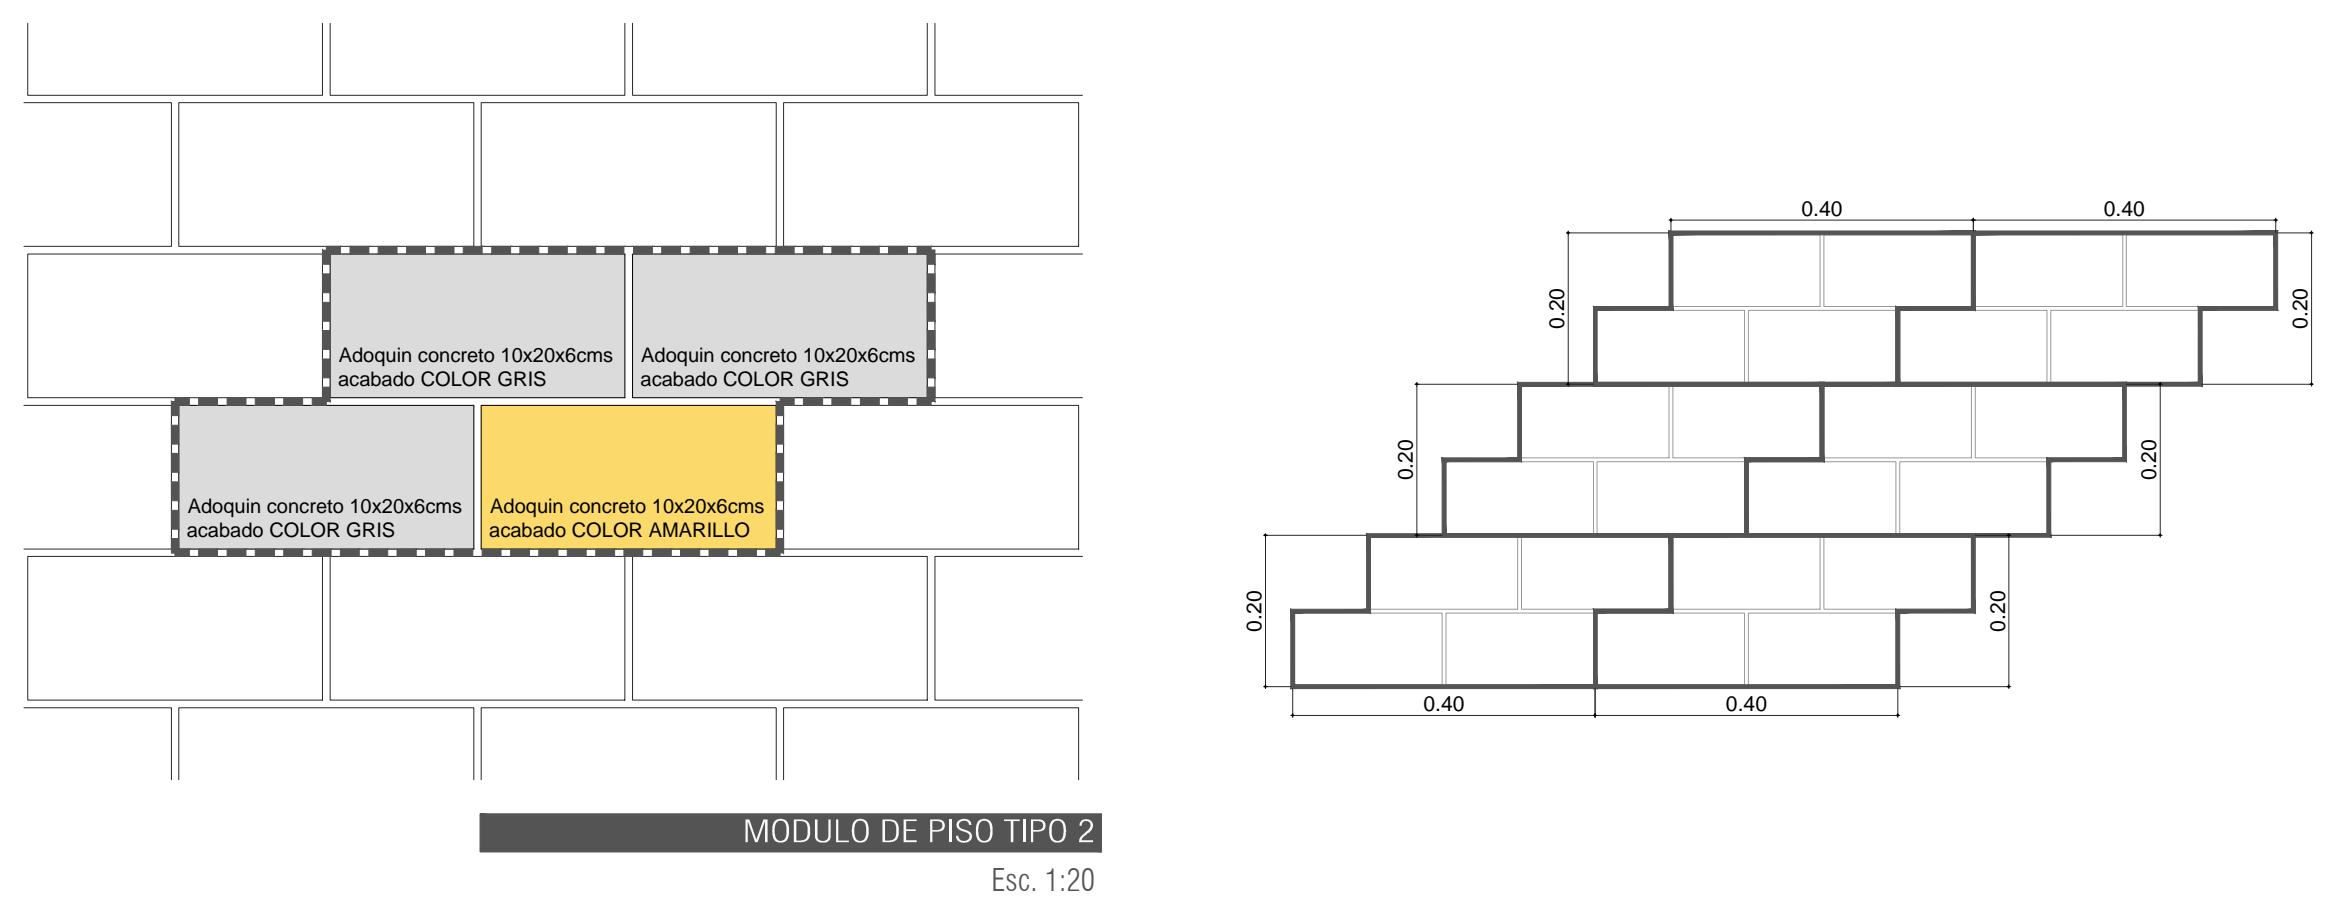 Adoquin concreto 10x20x6cms
acabado COLOR GRIS
Adoquin concreto 10x20x6cms
acabado COLOR GRIS
Adoquin concreto 10x20x6cms
acabado COLOR GRIS
Adoquin concreto 10x20x6cms
acabado COLOR AMARILLO
MODULO DE PISO TIPO 2
Esc. 1:20
0.40
0.40
0.20
0.20
0.20
0.20
0.20
0.20
0.40
0.40